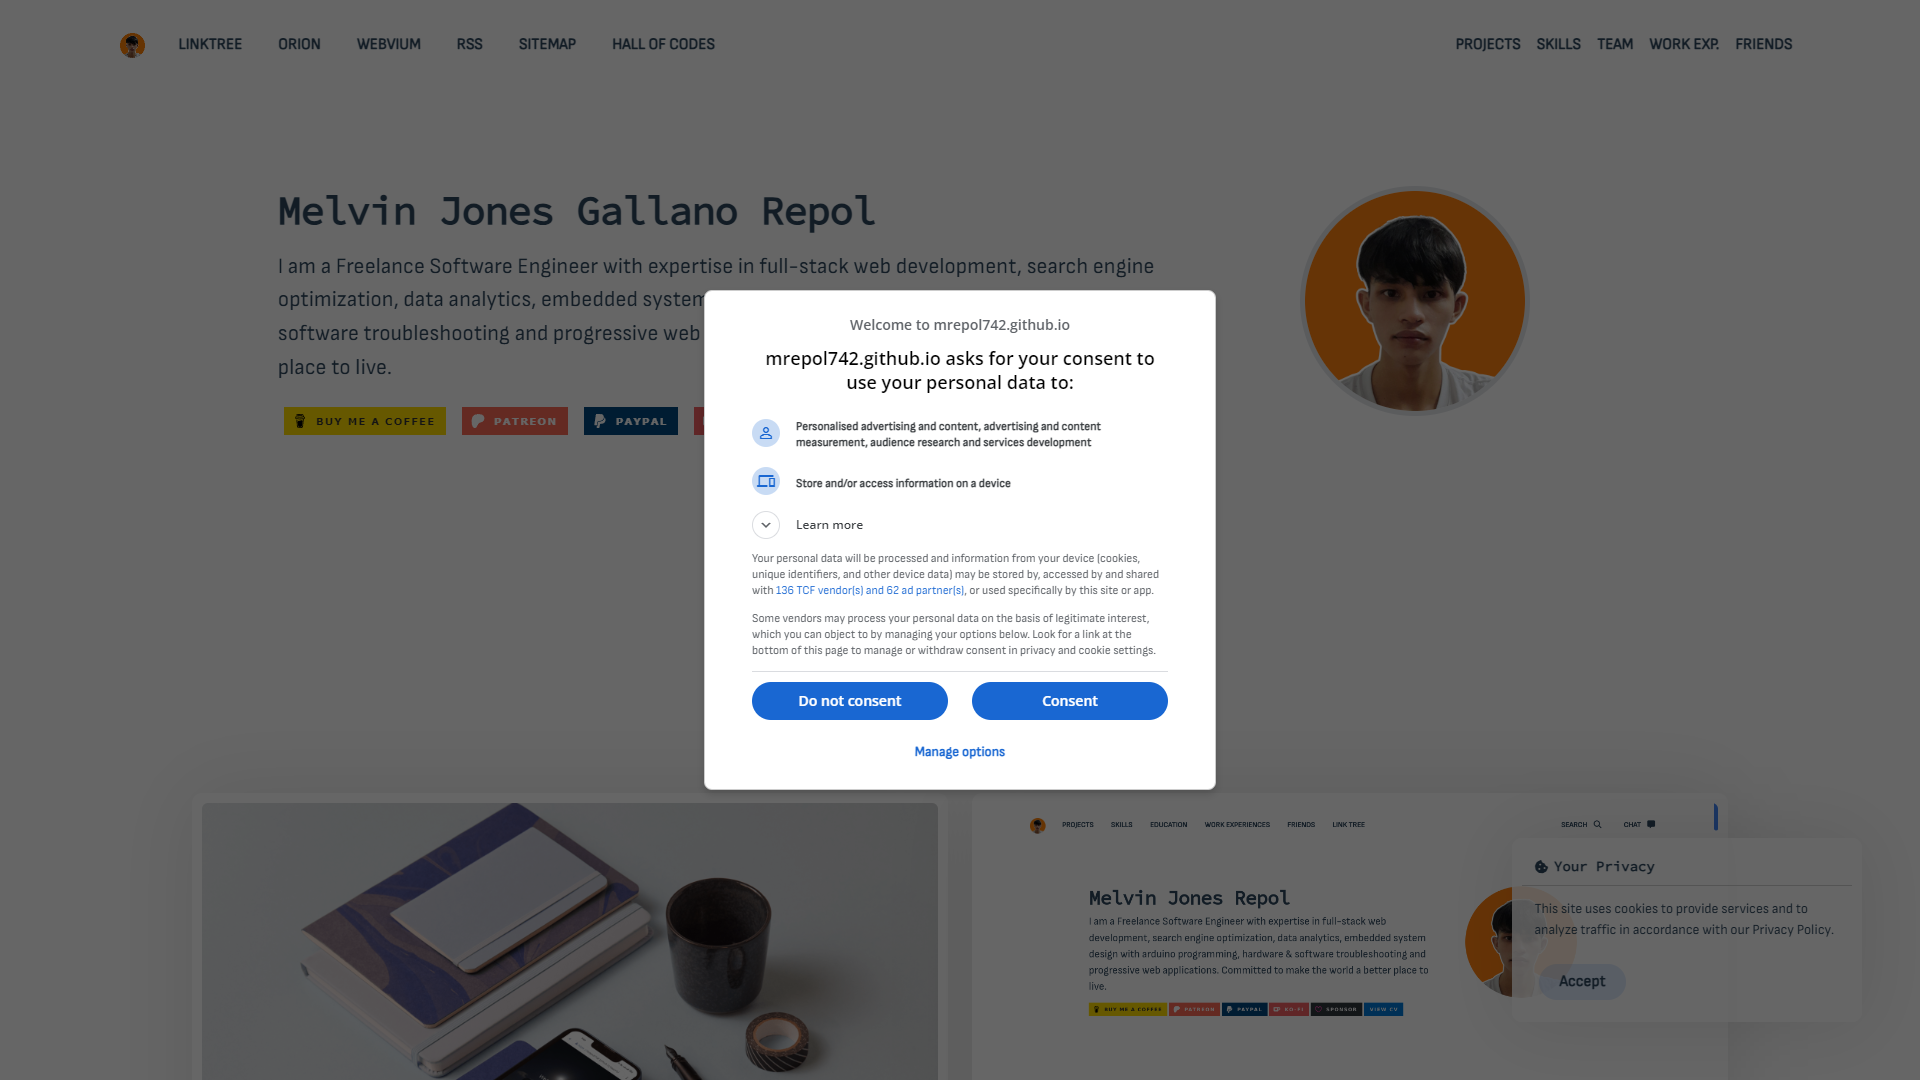 LINKTREE ORION WEBVIUM RSS SITEMAP HALL OF CODES PROJECTS SKILLS TEAM WORK EXP. FRIENDS
Melvin Jones Gallano Repol
I am a Freelance Software Engineer with expertise in full-stack web development, search engine
optimization, data analytics, embedded system
software troubleshooting and progressive web
place to live.
BUY ME A COFFEE PATREON PAYPAL
Welcome to mrepol742.github.io
mrepol742.github.io asks for your consent to
use your personal data to:
Personalised advertising and content, advertising and content
measurement, audience research and services development
Store and/or access information on a device
Learn more
Your personal data will be processed and information from your device (cookies,
unique identifiers, and other device data) may be stored by, accessed by and shared
with 136 TCF vendor(s) and 62 ad partner(s), or used specifically by this site or app.
Some vendors may process your personal data on the basis of legitimate interest,
which you can object to by managing your options below. Look for a link at the
bottom of this page to manage or withdraw consent in privacy and cookie settings.
Do not consent Consent
Manage options
PROJECTS SKILLS EDUCATION WORK EXPERIENCES FRIENDS LINK TREE SEARCH CHAT
Melvin Jones Repol
I am a Freelance Software Engineer with expertise in full-stack web
development, search engine optimization, data analytics, embedded system
design with arduino programming, hardware & software troubleshooting and
progressive web applications. Committed to make the world a better place to
live.
BUY ME A COFFEE PATREON PAYPAL KO-FI SPONSOR VIEW CV
Your Privacy
This site uses cookies to provide services and to
analyze traffic in accordance with our Privacy Policy.
Accept